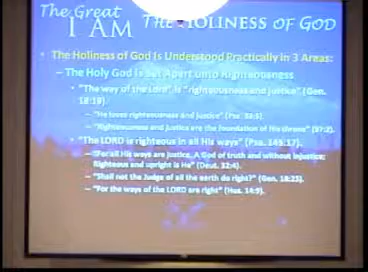 The Great
I AM THE HOLINESS OF GOD
• The Holiness of God Is Understood Practically in 3 Areas:
– The Holy God Is Set Apart unto Righteousness
• "The way of the Lord" is "righteousness and justice" (Gen.
18:19).
– "He loves righteousness and justice" (Psa. 33:5).
– "Righteousness and justice are the foundation of His throne" (97:2).
• "The LORD is righteous in all His ways" (Psa. 145:17).
– "For all His ways are justice, A God of truth and without injustice;
Righteous and upright is He" (Deut. 32:4).
– "Shall not the Judge of all the earth do right?" (Gen. 18:25).
– "For the ways of the LORD are right" (Hos. 14:9).